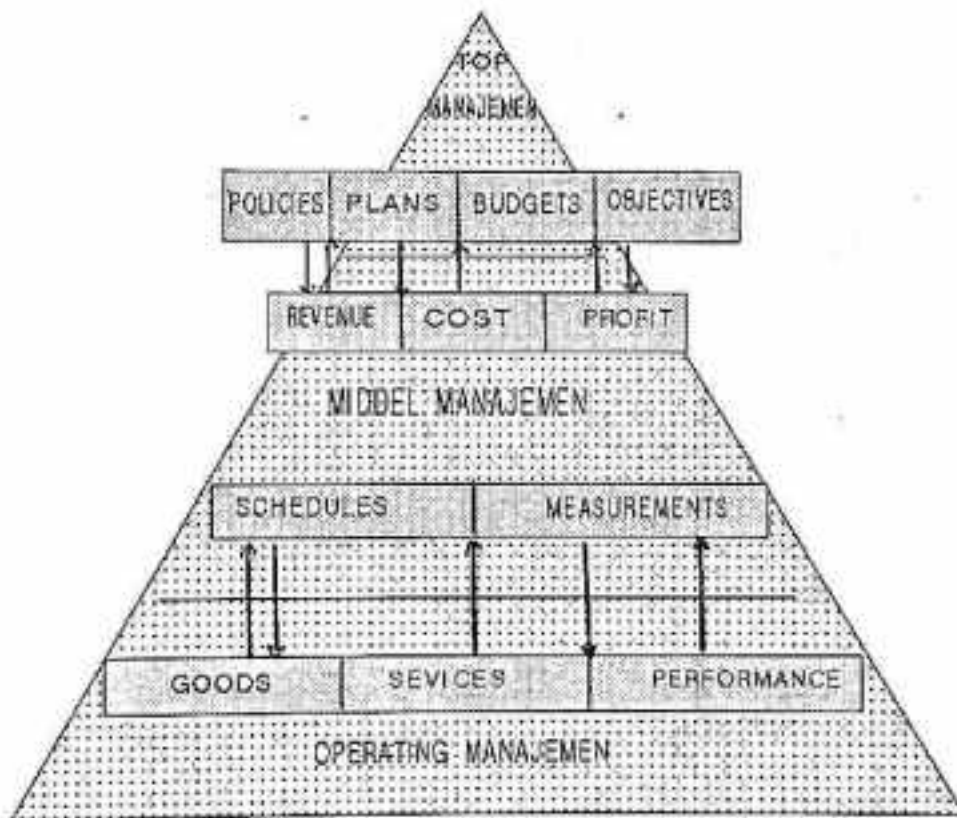 TOP
MANAJEMEN
POLICIES PLANS BUDGETS OBJECTIVES
REVENUE COST PROFIT
MIDDEL MANAJEMEN
SCHEDULES MEASUREMENTS
GOODS SEVICES PERFORMANCE
OPERATING MANAJEMEN